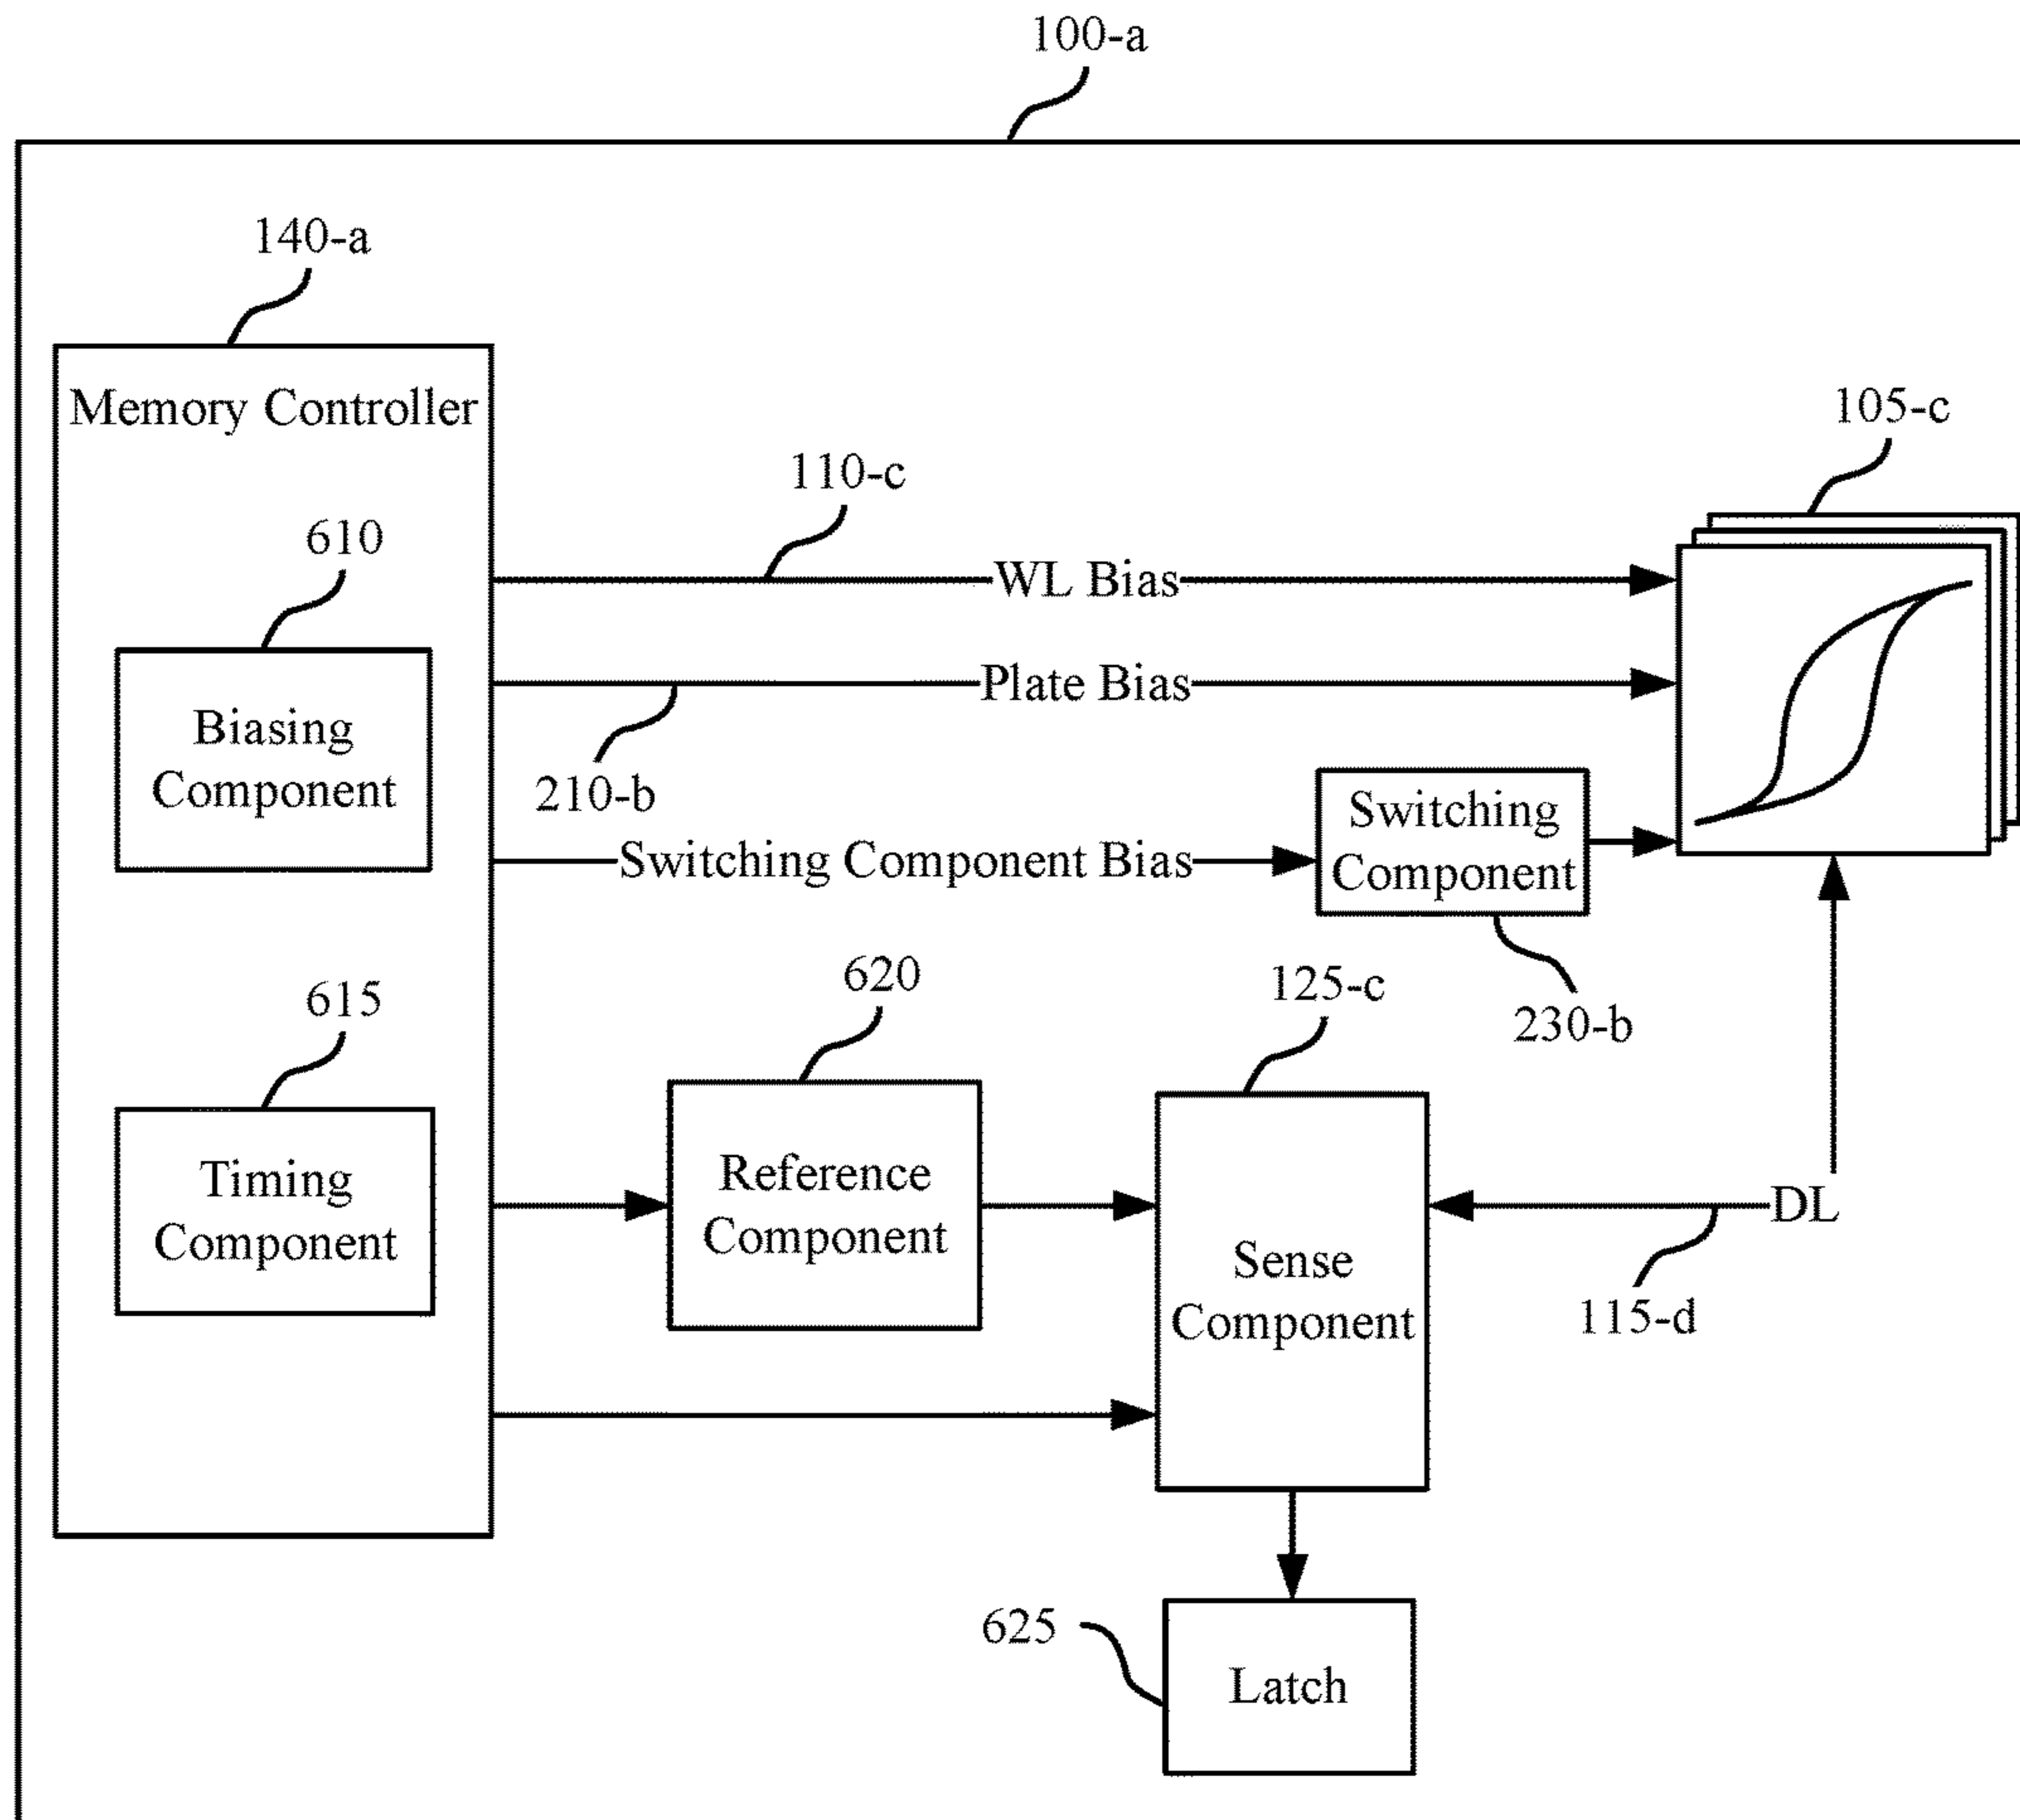 100-a
140-a
Memory Controller
105-c
110-c
610
WL Bias
Plate Bias
Biasing
Component
210-b
Switching
Component
Switching Component Bias
620
125-c
230-b
615
Reference
Component
Timing
Component
DL
Sense
Component
115-d
625
Latch